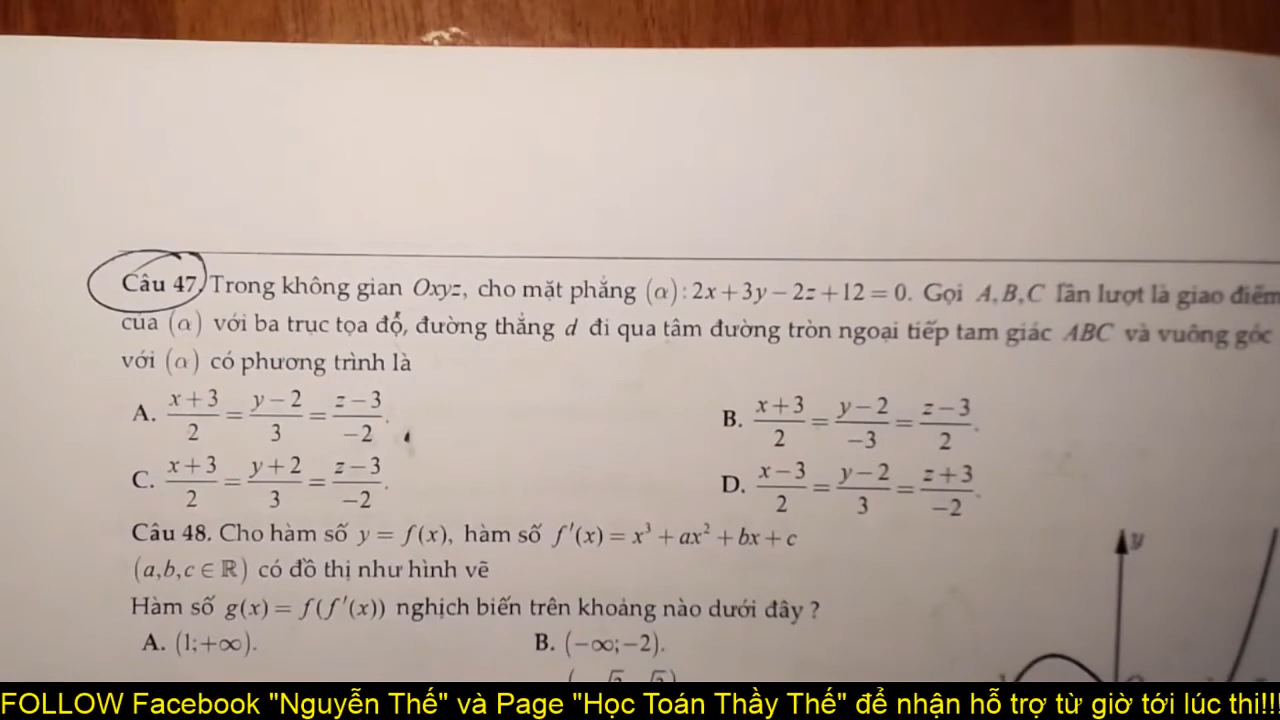 Câu 47. Trong không gian Oxyz, cho mặt phẳng (α): 2x+3y−2z+12=0. Gọi A,B,C lần lượt là giao điểm
của (α) với ba trục tọa độ, đường thẳng d đi qua tâm đường tròn ngoại tiếp tam giác ABC và vuông góc
với (α) có phương trình là
A. (x+3)/2 = (y−2)/3 = (z−3)/−2. B. (x+3)/2 = (y−2)/−3 = (z−3)/2.
C. (x+3)/2 = (y+2)/3 = (z−3)/−2. D. (x−3)/2 = (y−2)/3 = (z+3)/−2.
Câu 48. Cho hàm số y = f(x), hàm số f'(x) = x³ + ax² + bx + c
(a,b,c ∈ ℝ) có đồ thị như hình vẽ
Hàm số g(x) = f(f'(x)) nghịch biến trên khoảng nào dưới đây ?
A. (1;+∞). B. (−∞;−2).
y
FOLLOW Facebook "Nguyễn Thế" và Page "Học Toán Thầy Thế" để nhận hỗ trợ từ giờ tới lúc thi!!!